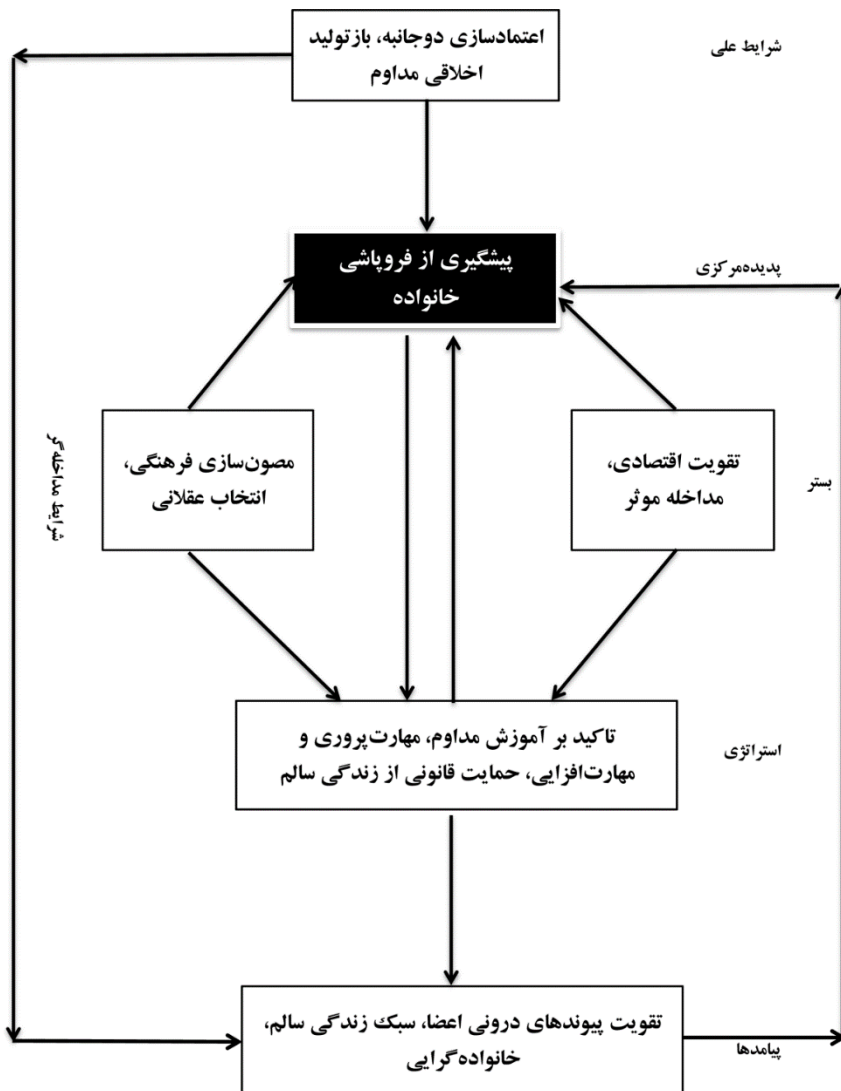 اعتمادسازی دوجانبه، بازتولید
اخلاقی مداوم
شرایط علی
پیشگیری از فروپاشی
خانواده
پدیده‌مرکزی
مصون‌سازی فرهنگی،
انتخاب عقلانی
شرایط مداخله‌گر
تقویت اقتصادی،
مداخله موثر
بستر
تاکید بر آموزش مداوم، مهارت‌پروری و
مهارت‌افزایی، حمایت قانونی از زندگی سالم
استراتژی
تقویت پیوندهای درونی اعضا، سبک زندگی سالم،
خانواده‌گرایی
پیامدها